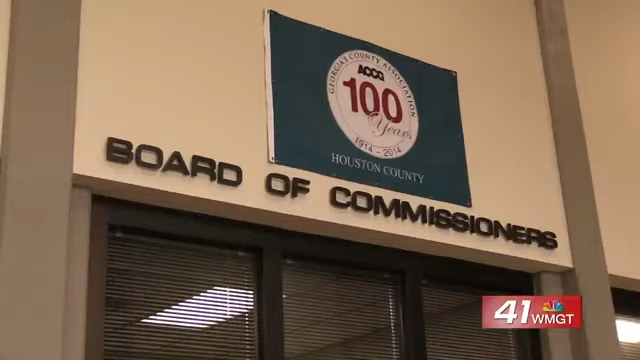 GEORGIA'S COUNTY ASSOCIATION
ACCG
100
Years
1914 - 2014
HOUSTON COUNTY
BOARD OF COMMISSIONERS
41
WMGT